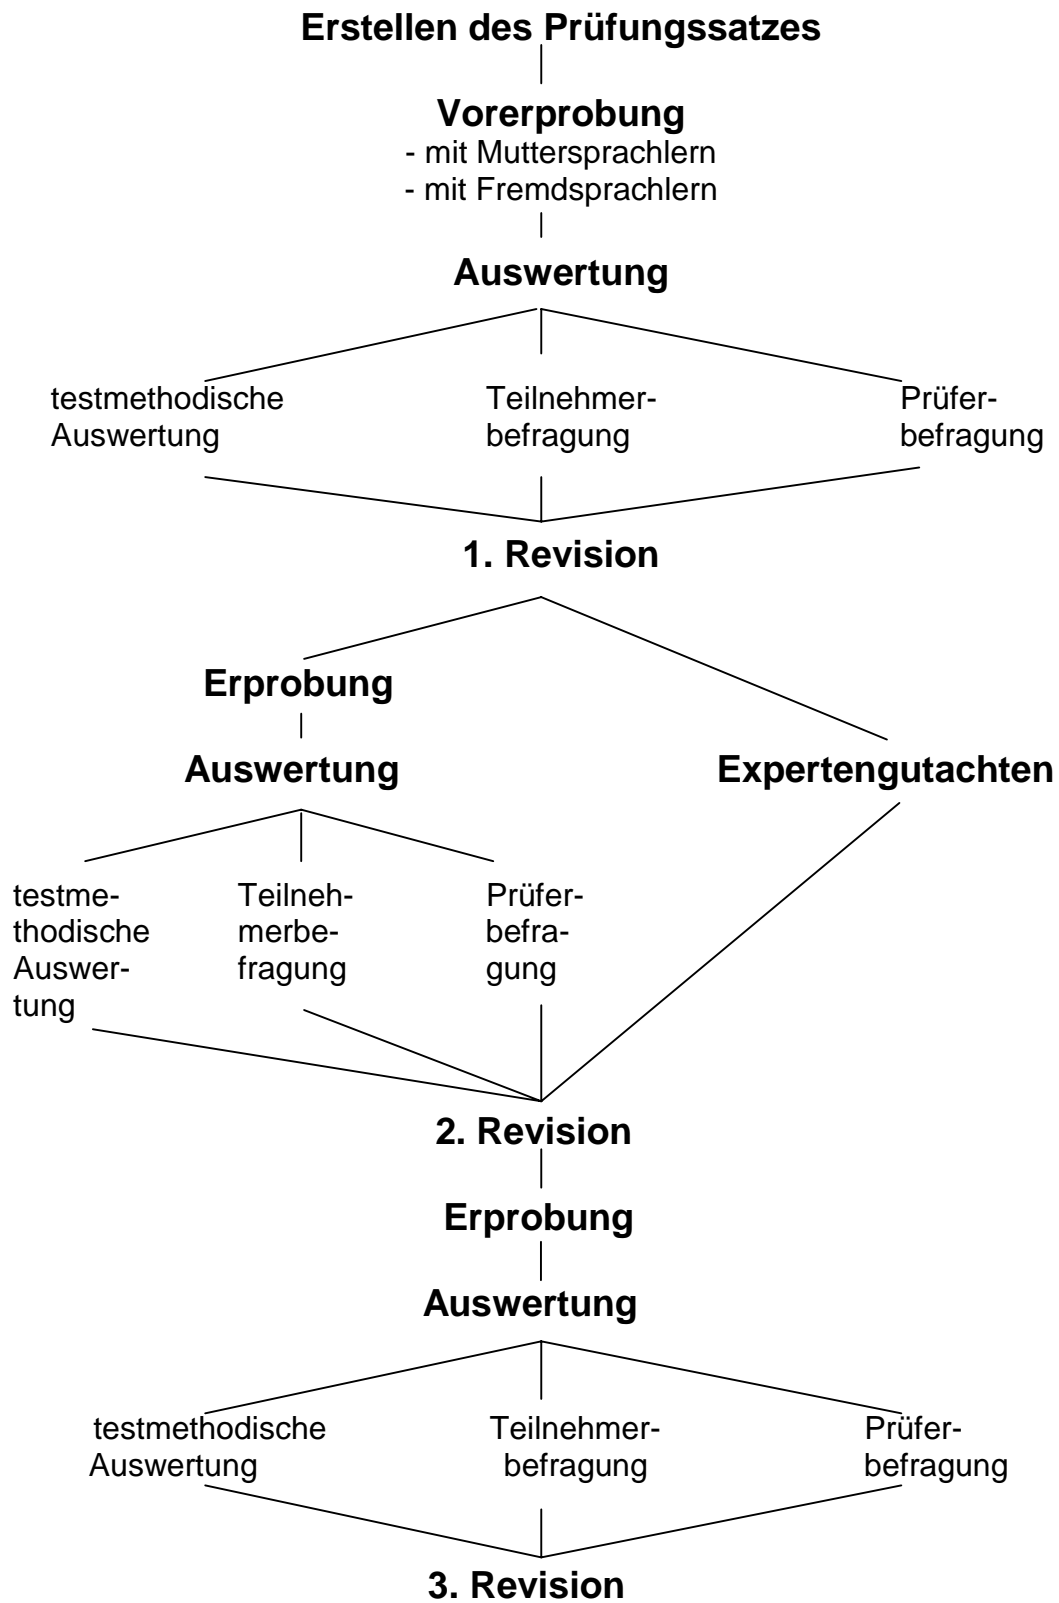 Erstellen des Prüfungssatzes
Vorerprobung
- mit Muttersprachlern
- mit Fremdsprachlern
Auswertung
testmethodische
Auswertung
Teilnehmer-
befragung
Prüfer-
befragung
1. Revision
Erprobung
Auswertung
Expertengutachten
testme-
thodische
Auswer-
tung
Teilneh-
merbe-
fragung
Prüfer-
befra-
gung
2. Revision
Erprobung
Auswertung
testmethodische
Auswertung
Teilnehmer-
befragung
Prüfer-
befragung
3. Revision